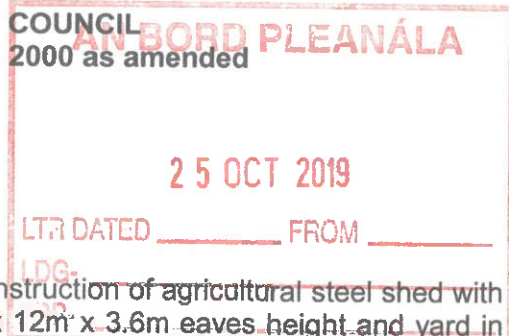 COUNCIL
AN BORD PLEANÁLA
2000 as amended
25 OCT 2019
LTR DATED FROM
LDG-
nstruction of agricultural steel shed with
12m x 3.6m eaves height and yard in